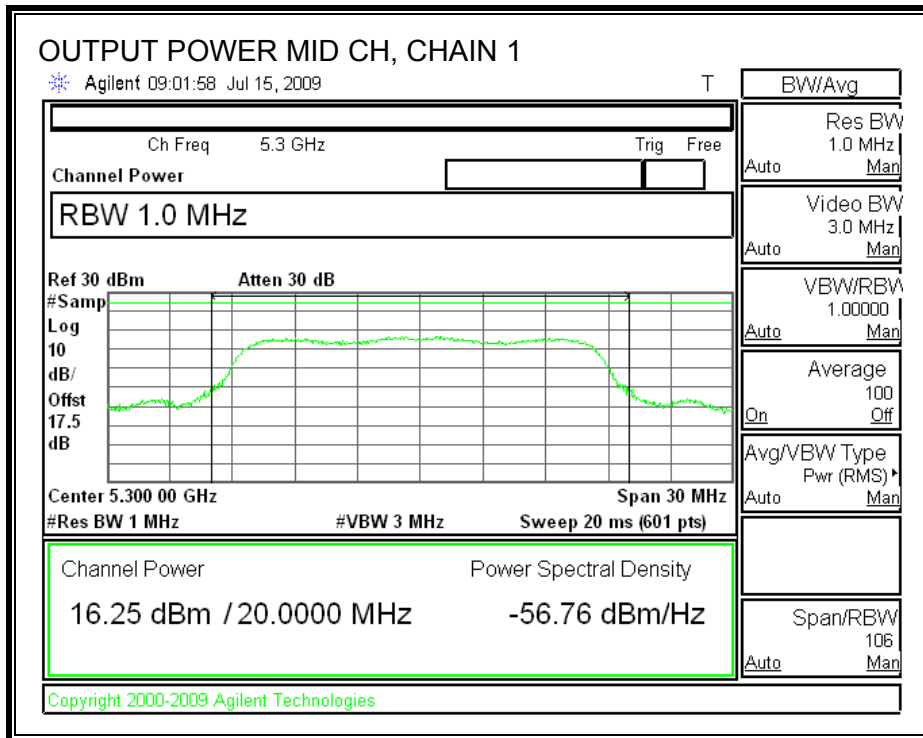 OUTPUT POWER MID CH, CHAIN 1
Agilent 09:01:58 Jul 15, 2009 T
Ch Freq 5.3 GHz Trig Free
Channel Power
RBW 1.0 MHz
Ref 30 dBm Atten 30 dB
#Samp
Log
10
dB/
Offst
17.5
dB
Center 5.300 00 GHz Span 30 MHz
#Res BW 1 MHz #VBW 3 MHz Sweep 20 ms (601 pts)
Channel Power Power Spectral Density
16.25 dBm / 20.0000 MHz -56.76 dBm/Hz
Copyright 2000-2009 Agilent Technologies
BW/Avg
Res BW
1.0 MHz
Auto Man
Video BW
3.0 MHz
Auto Man
VBW/RBW
1.00000
Auto Man
Average
100
On Off
Avg/VBW Type
Pwr (RMS)
Auto Man
Span/RBW
106
Auto Man